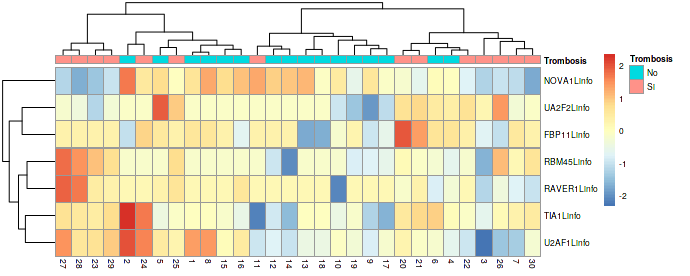 Trombosis
NOVA1Linfo
UA2F2Linfo
FBP11Linfo
RBM45Linfo
RAVER1Linfo
TIA1Linfo
U2AF1Linfo
27 28 23 29 2 24 5 25 1 8 15 16 11 12 14 13 18 10 19 9 17 20 21 6 4 22 3 26 7 30
2
1
0
-1
-2
Trombosis
No
SI